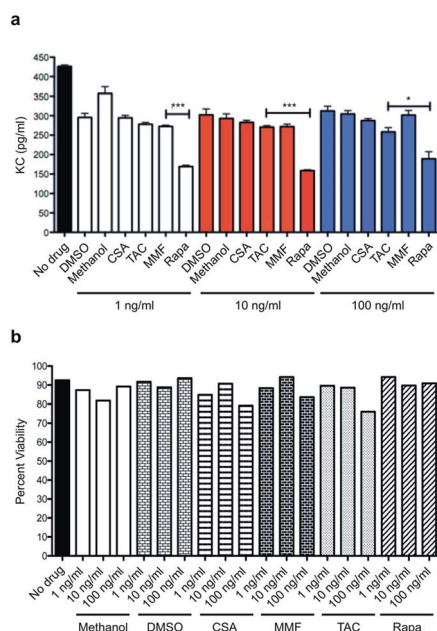 a
KC (pg/ml)
450
400
350
300
250
200
150
100
50
0
***
***
*
No drug
DMSO
Methanol
CSA
TAC
MMF
Rapa
DMSO
Methanol
CSA
TAC
MMF
Rapa
DMSO
Methanol
CSA
TAC
MMF
Rapa
1 ng/ml
10 ng/ml
100 ng/ml
b
Percent Viability
100
90
80
70
60
50
40
30
20
10
0
No drug
1 ng/ml
10 ng/ml
100 ng/ml
1 ng/ml
10 ng/ml
100 ng/ml
1 ng/ml
10 ng/ml
100 ng/ml
1 ng/ml
10 ng/ml
100 ng/ml
1 ng/ml
10 ng/ml
100 ng/ml
1 ng/ml
10 ng/ml
100 ng/ml
Methanol
DMSO
CSA
MMF
TAC
Rapa